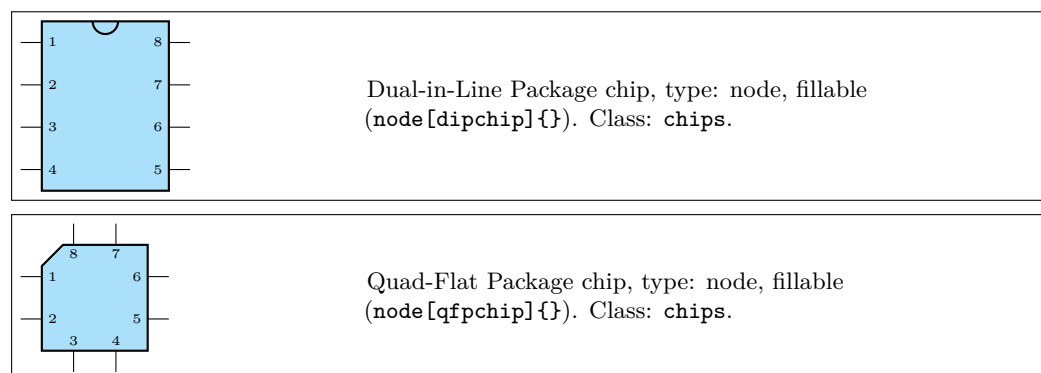 1 8
2 7
3 6
4 5
Dual-in-Line Package chip, type: node, fillable
(node[dipchip]{}). Class: chips.
8 7
1 6
2 5
3 4
Quad-Flat Package chip, type: node, fillable
(node[qfpchip]{}). Class: chips.